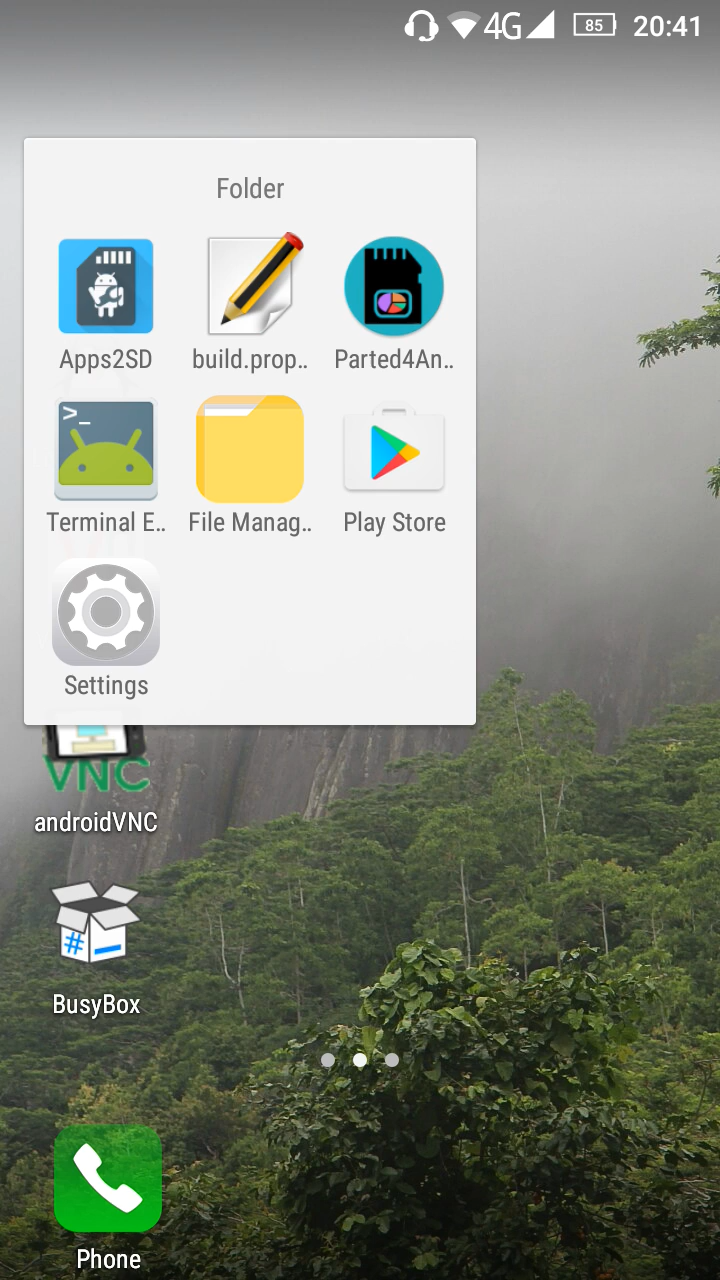 4G 85 20:41
Folder
Apps2SD build.prop.. Parted4An..
>_
Terminal E.. File Manag.. Play Store
Settings
VNC
androidVNC
#
BusyBox
Phone